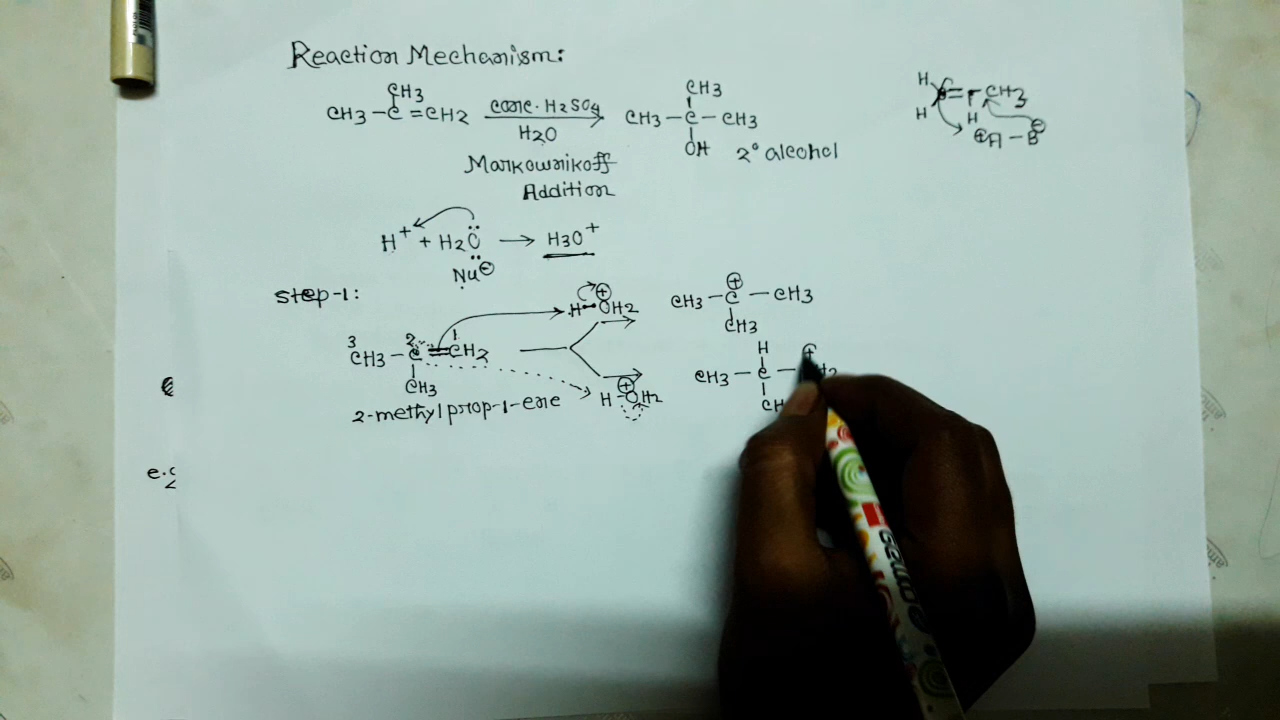 Reaction Mechanism:
CH3
CH3 - C = CH2
conc. H2SO4
H2O
CH3
CH3 - C - CH3
OH
2° alcohol
Markownikoff
Addition
H
H
CH3
H
⊕A - B⊖
H+ + H2O → H3O+
Nu⊖
step-1:
H - OH2
⊕
⊕
CH3 - C - CH3
CH3
3 2 1
CH3 - C = CH2
CH3
2-methylprop-1-ene
⊕
H - OH2
H
CH3 - C -
e.